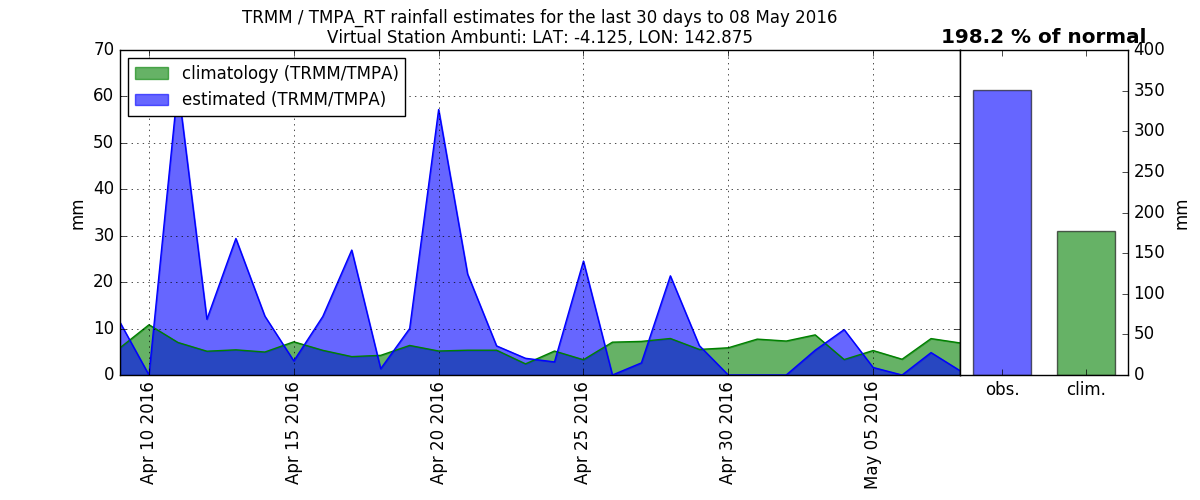 TRMM / TMPA_RT rainfall estimates for the last 30 days to 08 May 2016
Virtual Station Ambunti: LAT: -4.125, LON: 142.875
198.2 % of normal
climatology (TRMM/TMPA)
estimated (TRMM/TMPA)
70
60
50
40
30
20
10
0
mm
Apr 10 2016
Apr 15 2016
Apr 20 2016
Apr 25 2016
Apr 30 2016
May 05 2016
400
350
300
250
200
150
100
50
0
mm
obs.
clim.